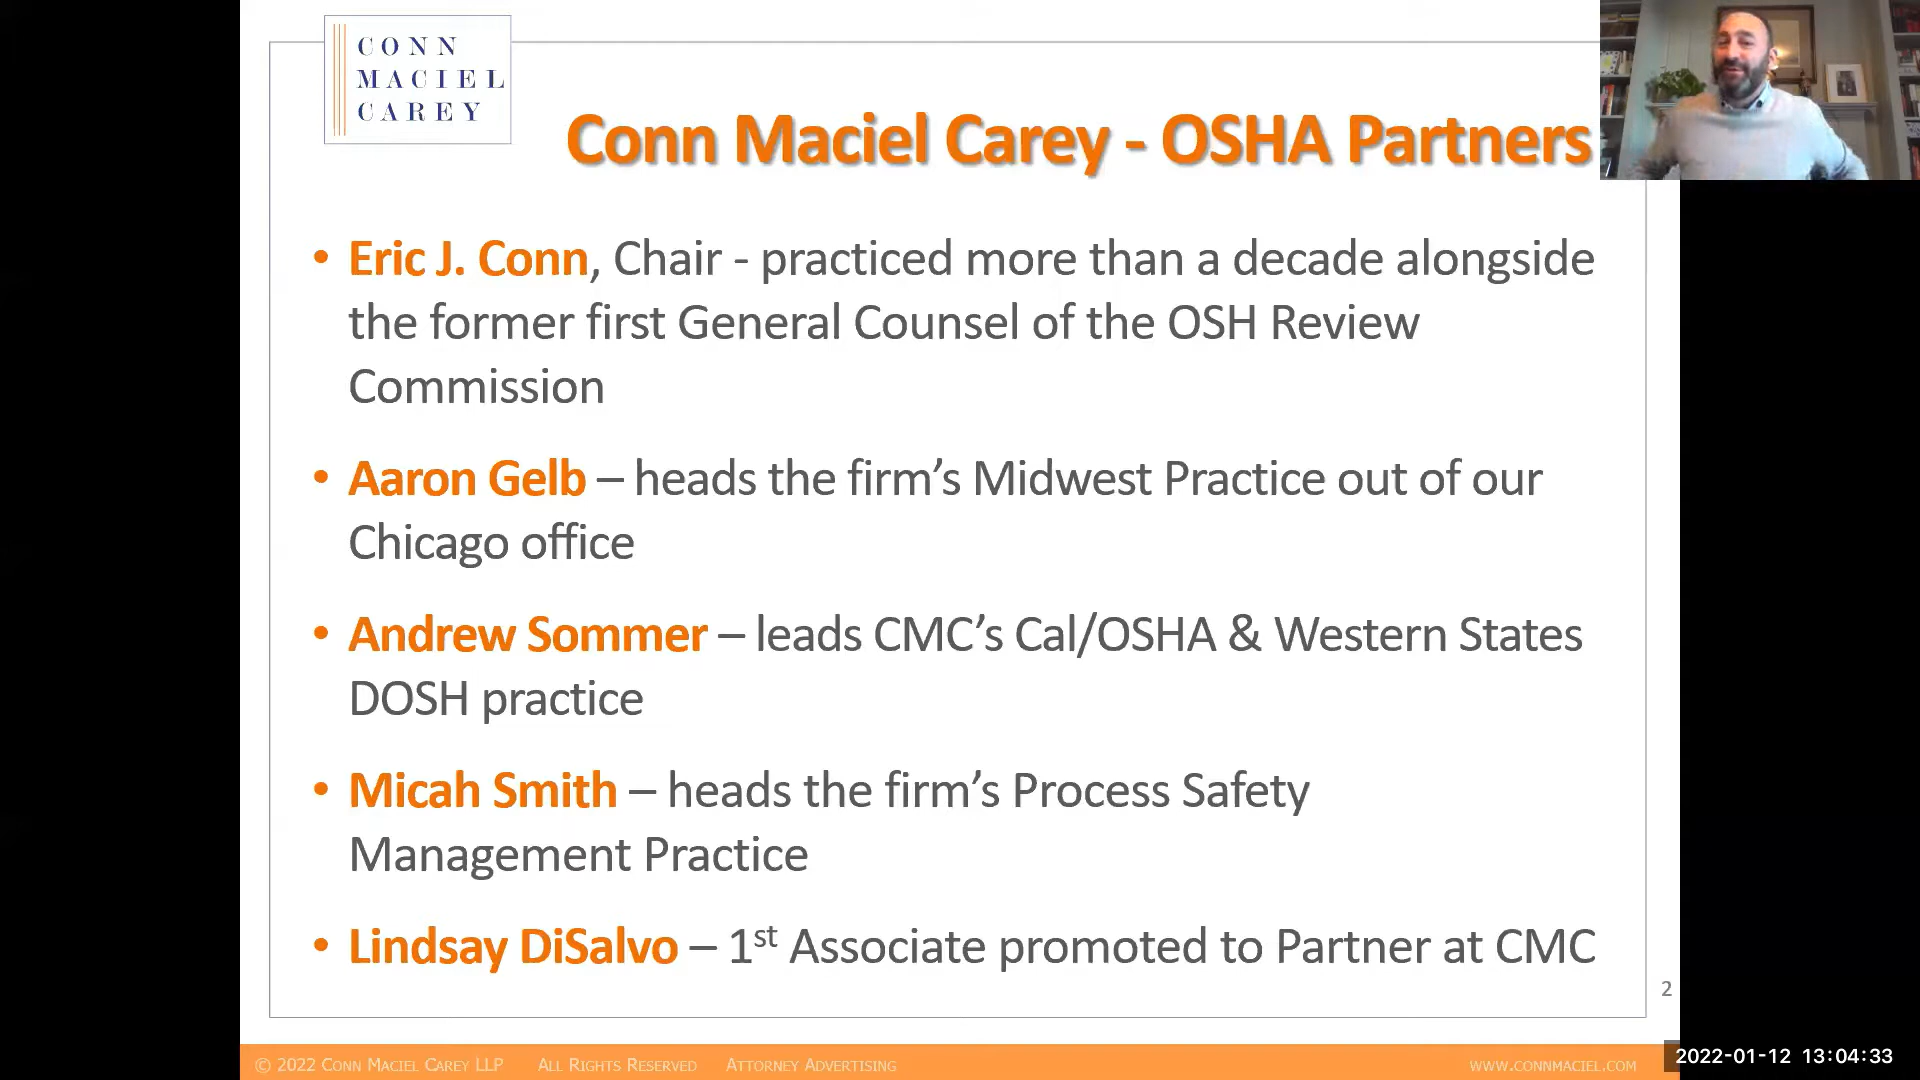 CONN
MACIEL
CAREY
Conn Maciel Carey - OSHA Partners
• Eric J. Conn, Chair - practiced more than a decade alongside
the former first General Counsel of the OSH Review
Commission
• Aaron Gelb – heads the firm’s Midwest Practice out of our
Chicago office
• Andrew Sommer – leads CMC’s Cal/OSHA & Western States
DOSH practice
• Micah Smith – heads the firm’s Process Safety
Management Practice
• Lindsay DiSalvo – 1st Associate promoted to Partner at CMC
2
© 2022 CONN MACIEL CAREY LLP ALL RIGHTS RESERVED ATTORNEY ADVERTISING WWW.CONNMACIEL.COM
2022-01-12 13:04:33